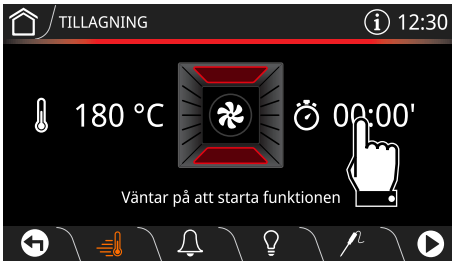 TILLAGNING
12:30
180 °C
00:00'
Väntar på att starta funktionen